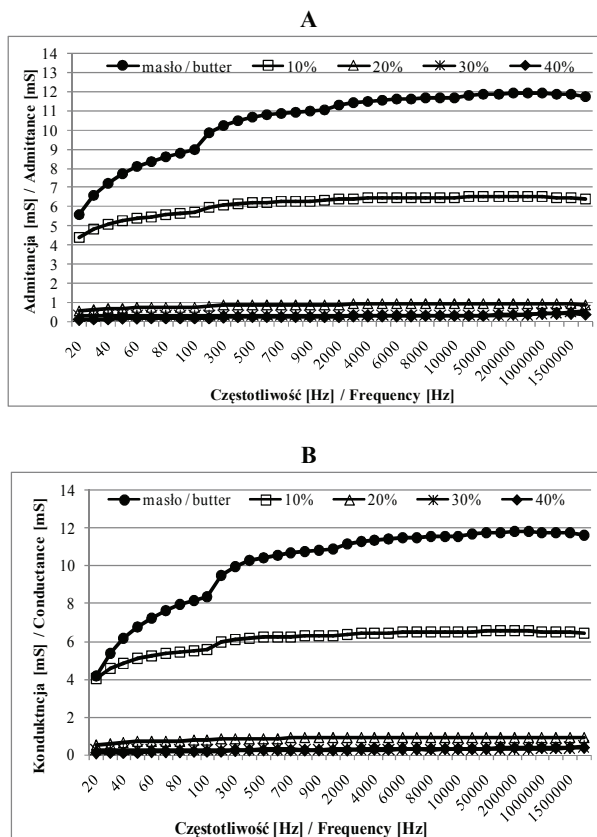 A
Admitancja [mS] / Admittance [mS]
14
13
12
11
10
9
8
7
6
5
4
3
2
1
0
masło / butter 10% 20% 30% 40%
20 40 60 80 100 300 500 700 900 2000 4000 6000 8000 10000 50000 200000 1000000 1500000
Częstotliwość [Hz] / Frequency [Hz]
B
Konduktncja [mS] / Conductance [mS]
14
12
10
8
6
4
2
0
masło / butter 10% 20% 30% 40%
20 40 60 80 100 300 500 700 900 2000 4000 6000 8000 10000 50000 200000 1000000 1500000
Częstotliwość [Hz] / Frequency [Hz]